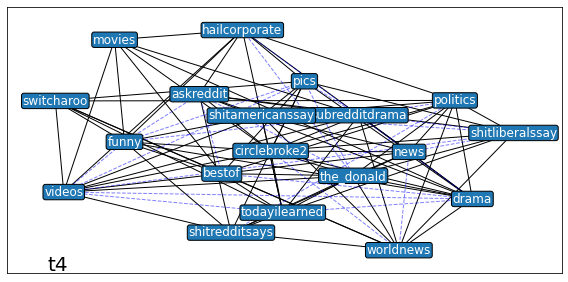 hailcorporate
movies
pics
askreddit
switcharoo
politics
shitamericanssay
ubredditdrama
shitliberalssay
funny
circlebroke2
news
bestof
the_donald
videos
drama
todayilearned
shitredditsays
worldnews
t4